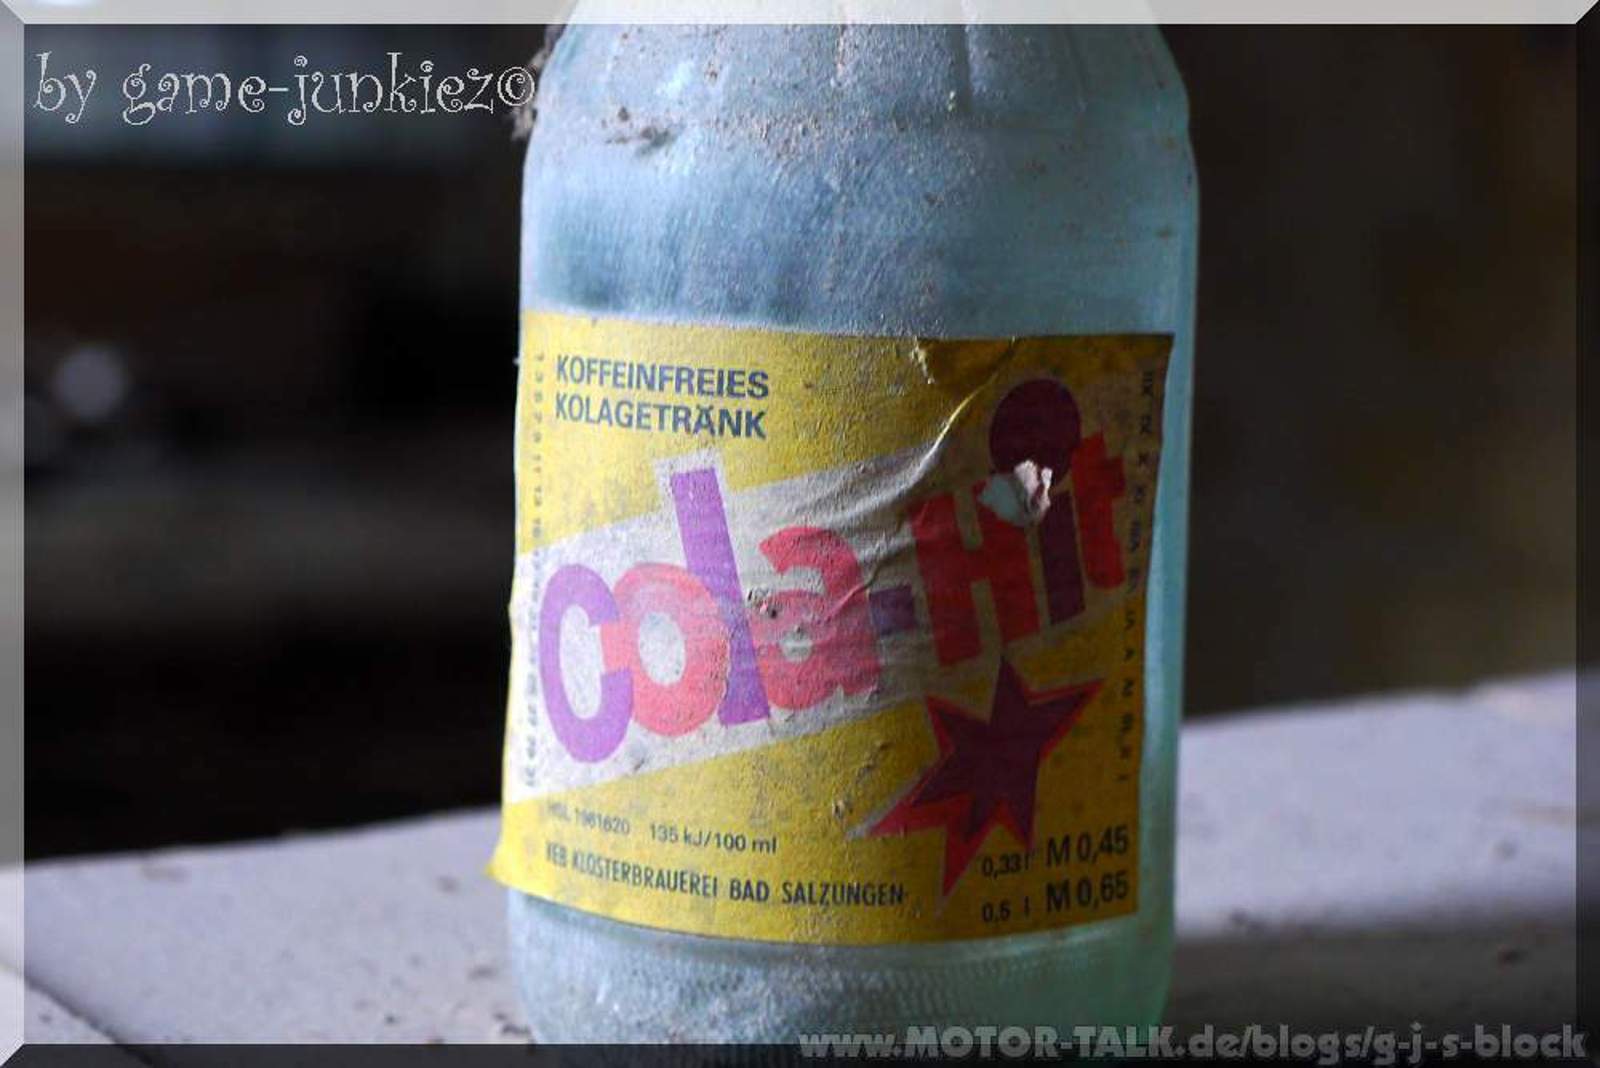 by game-junkiez©
KOFFEINFREIES
KOLAGETRÄNK
Cola-Hit
135 kJ/100 ml
VEB KLOSTERBRAUEREI BAD SALZUNGEN
0,33 l M 0,45
0,5 l M 0,65
www.MOTOR-TALK.de/blogs/g-j-s-block